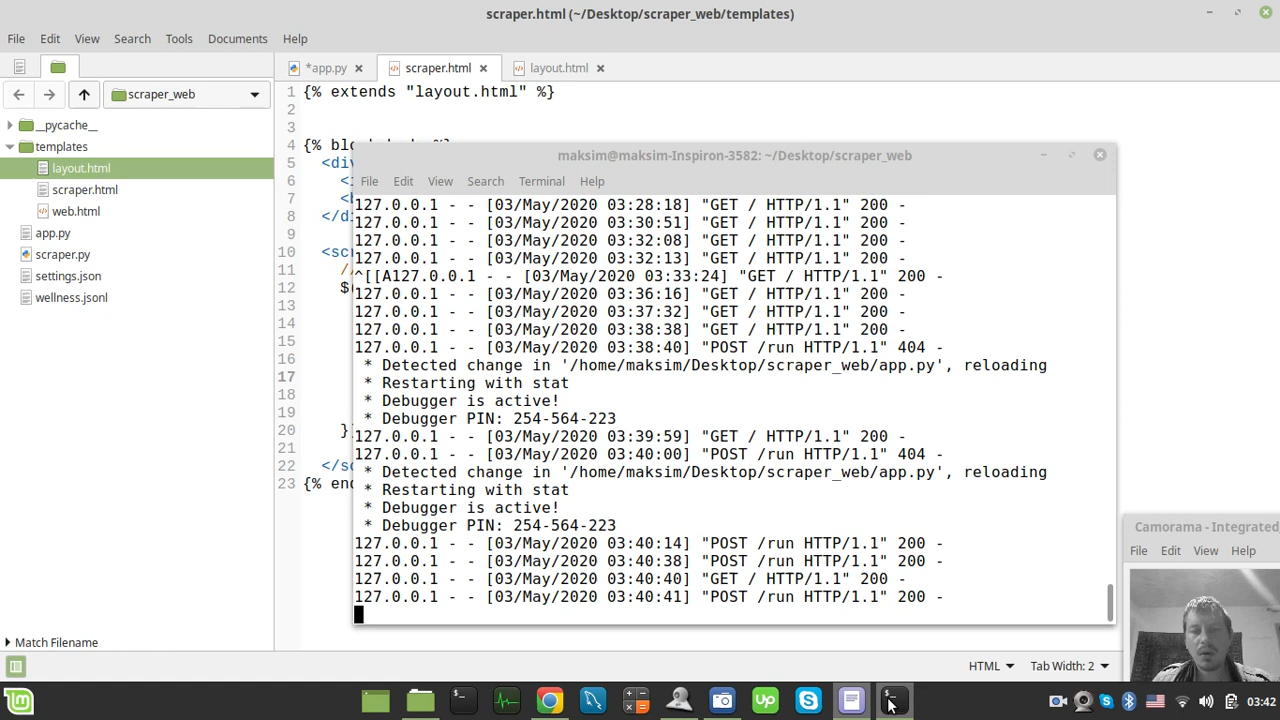 scraper.html (~/Desktop/scraper_web/templates)
File Edit View Search Tools Documents Help
*app.py scraper.html layout.html
scraper_web
__pycache__
templates
layout.html
scraper.html
web.html
app.py
scraper.py
settings.json
wellness.jsonl
Match Filename
1 {% extends "layout.html" %}
2
3
4 {% block
5 <div
6 <i
7 <b
8 </di
9
10 <scr
11 //
12 $(
13
14
15
16
17
18
19
20 }
21
22 </sc
23 {% end
maksim@maksim-Inspiron-3582: ~/Desktop/scraper_web
File Edit View Search Terminal Help
127.0.0.1 - - [03/May/2020 03:28:18] "GET / HTTP/1.1" 200 -
127.0.0.1 - - [03/May/2020 03:30:51] "GET / HTTP/1.1" 200 -
127.0.0.1 - - [03/May/2020 03:32:08] "GET / HTTP/1.1" 200 -
127.0.0.1 - - [03/May/2020 03:32:13] "GET / HTTP/1.1" 200 -
^[[A127.0.0.1 - - [03/May/2020 03:33:24] "GET / HTTP/1.1" 200 -
127.0.0.1 - - [03/May/2020 03:36:16] "GET / HTTP/1.1" 200 -
127.0.0.1 - - [03/May/2020 03:37:32] "GET / HTTP/1.1" 200 -
127.0.0.1 - - [03/May/2020 03:38:38] "GET / HTTP/1.1" 200 -
127.0.0.1 - - [03/May/2020 03:38:40] "POST /run HTTP/1.1" 404 -
* Detected change in '/home/maksim/Desktop/scraper_web/app.py', reloading
* Restarting with stat
* Debugger is active!
* Debugger PIN: 254-564-223
127.0.0.1 - - [03/May/2020 03:39:59] "GET / HTTP/1.1" 200 -
127.0.0.1 - - [03/May/2020 03:40:00] "POST /run HTTP/1.1" 404 -
* Detected change in '/home/maksim/Desktop/scraper_web/app.py', reloading
* Restarting with stat
* Debugger is active!
* Debugger PIN: 254-564-223
127.0.0.1 - - [03/May/2020 03:40:14] "POST /run HTTP/1.1" 200 -
127.0.0.1 - - [03/May/2020 03:40:38] "POST /run HTTP/1.1" 200 -
127.0.0.1 - - [03/May/2020 03:40:40] "GET / HTTP/1.1" 200 -
127.0.0.1 - - [03/May/2020 03:40:41] "POST /run HTTP/1.1" 200 -
Camorama - Integrated
File Edit View Help
HTML Tab Width: 2
Up
03:42